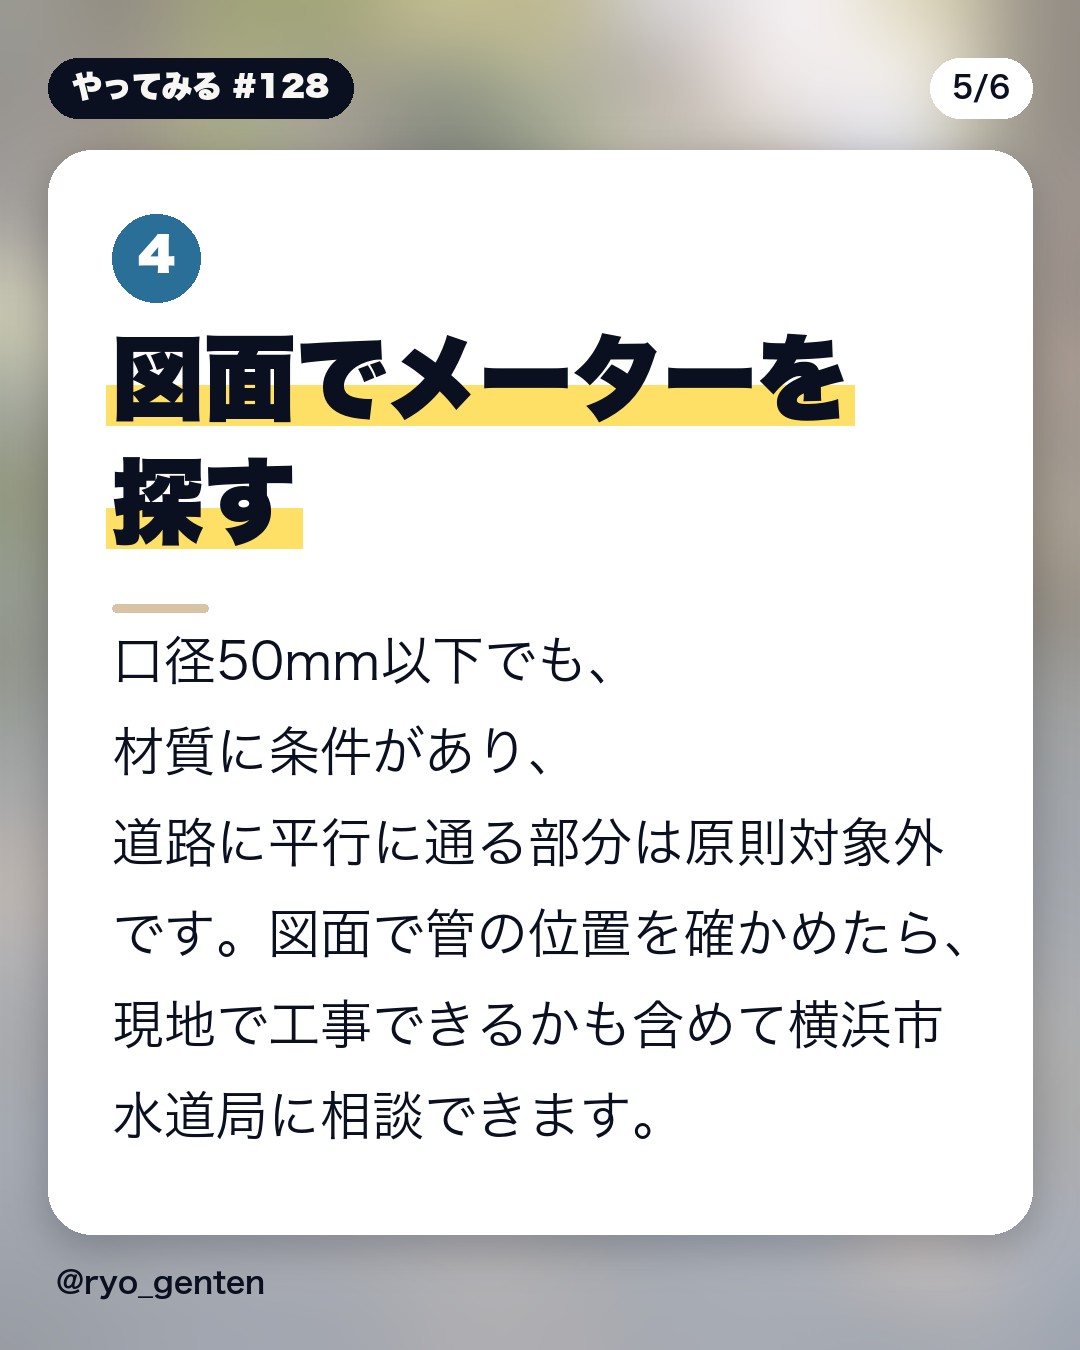 やってみる #128
5/6
4
図面でメーターを
探す
口径50mm以下でも、
材質に条件があり、
道路に平行に通る部分は原則対象外
です。図面で管の位置を確かめたら、
現地で工事できるかも含めて横浜市
水道局に相談できます。
@ryo_genten